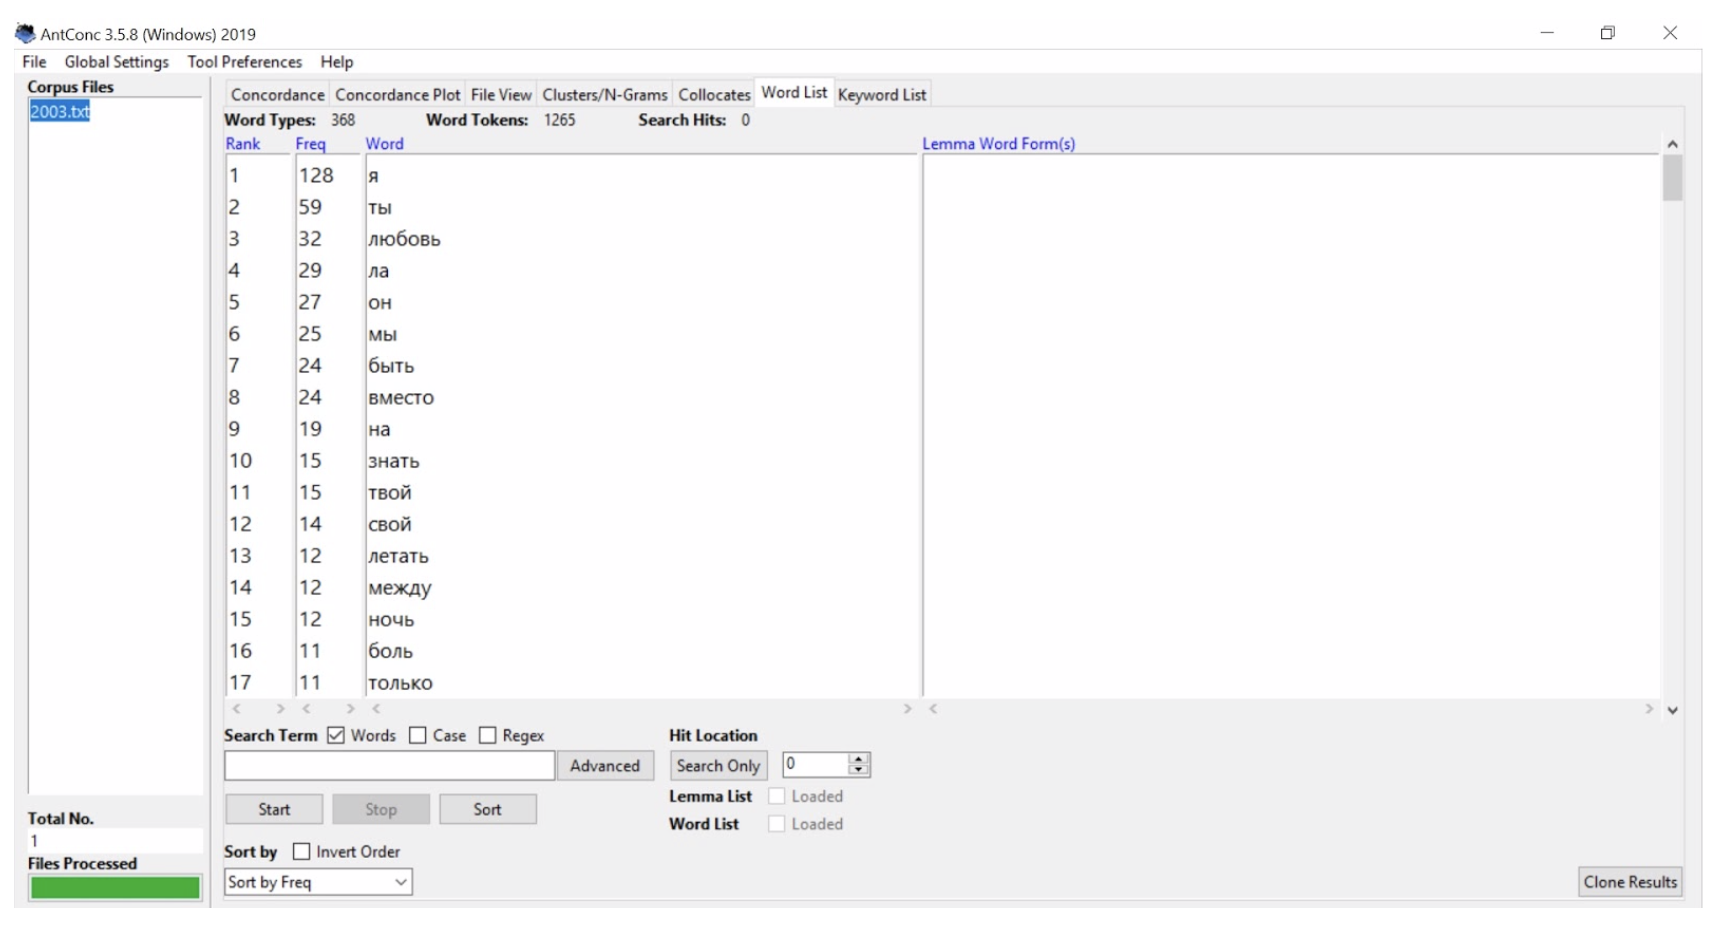 AntConc 3.5.8 (Windows) 2019
File Global Settings Tool Preferences Help
Corpus Files
2003.txt
Concordance Concordance Plot File View Clusters/N-Grams Collocates Word List Keyword List
Word Types: 368 Word Tokens: 1265 Search Hits: 0
Rank Freq Word Lemma Word Form(s)
1 128 я
2 59 ты
3 32 любовь
4 29 ла
5 27 он
6 25 мы
7 24 быть
8 24 вместо
9 19 на
10 15 знать
11 15 твой
12 14 свой
13 12 летать
14 12 между
15 12 ночь
16 11 боль
17 11 только
Search Term Words Case Regex Hit Location
Advanced Search Only 0
Lemma List Loaded
Start Stop Sort
Word List Loaded
Total No.
1
Sort by Invert Order
Files Processed
Sort by Freq
Clone Results